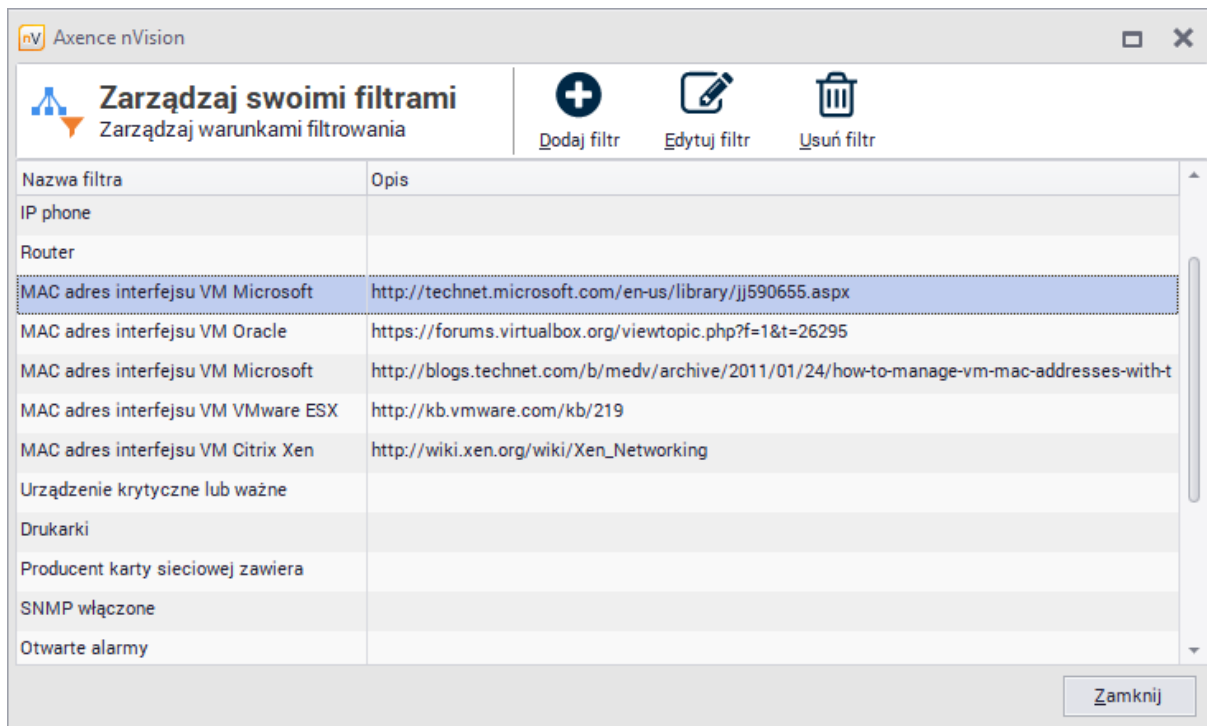 nV Axence nVision
Zarządzaj swoimi filtrami
Zarządzaj warunkami filtrowania
Dodaj filtr Edytuj filtr Usuń filtr
Nazwa filtra Opis
IP phone
Router
MAC adres interfejsu VM Microsoft http://technet.microsoft.com/en-us/library/jj590655.aspx
MAC adres interfejsu VM Oracle https://forums.virtualbox.org/viewtopic.php?f=1&t=26295
MAC adres interfejsu VM Microsoft http://blogs.technet.com/b/medv/archive/2011/01/24/how-to-manage-vm-mac-addresses-with-t
MAC adres interfejsu VM VMware ESX http://kb.vmware.com/kb/219
MAC adres interfejsu VM Citrix Xen http://wiki.xen.org/wiki/Xen_Networking
Urządzenie krytyczne lub ważne
Drukarki
Producent karty sieciowej zawiera
SNMP włączone
Otwarte alarmy
Zamknij